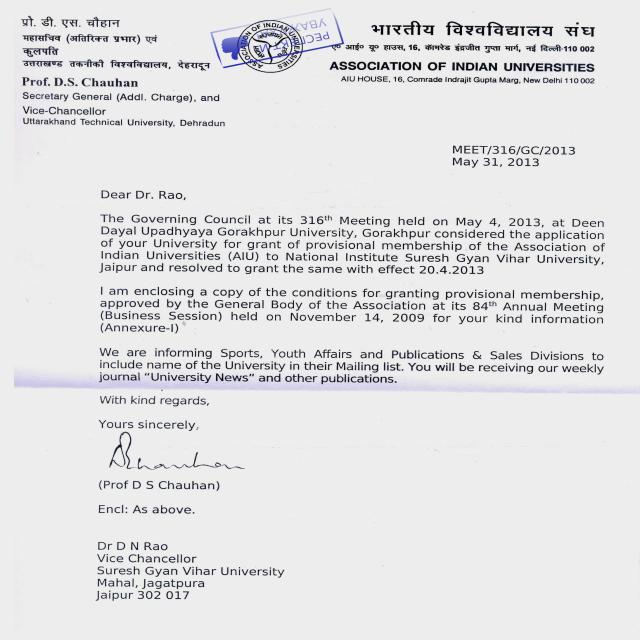 प्रो. डी. एस. चौहान
महासचिव (अतिरिक्त प्रभार) एवं
कुलपति
उत्तराखण्ड तकनीकी विश्वविद्यालय, देहरादून
Prof. D.S. Chauhan
Secretary General (Addl. Charge), and
Vice-Chancellor
Uttarakhand Technical University, Dehradun
ASSOCIATION OF INDIAN UNIVERSITIES
भारतीय विश्वविद्यालय संघ
ए० आई० यू० हाउस, 16, कामरेड इंद्रजीत गुप्ता मार्ग, नई दिल्ली-110 002
ASSOCIATION OF INDIAN UNIVERSITIES
AIU HOUSE, 16, Comrade Indrajit Gupta Marg, New Delhi 110 002
MEET/316/GC/2013
May 31, 2013
Dear Dr. Rao,
The Governing Council at its 316th Meeting held on May 4, 2013, at Deen
Dayal Upadhyaya Gorakhpur University, Gorakhpur considered the application
of your University for grant of provisional membership of the Association of
Indian Universities (AIU) to National Institute Suresh Gyan Vihar University,
Jaipur and resolved to grant the same with effect 20.4.2013
I am enclosing a copy of the conditions for granting provisional membership,
approved by the General Body of the Association at its 84th Annual Meeting
(Business Session) held on November 14, 2009 for your kind information
(Annexure-I)
We are informing Sports, Youth Affairs and Publications & Sales Divisions to
include name of the University in their Mailing list. You will be receiving our weekly
journal "University News" and other publications.
With kind regards,
Yours sincerely,
(Prof D S Chauhan)
Encl: As above.
Dr D N Rao
Vice Chancellor
Suresh Gyan Vihar University
Mahal, Jagatpura
Jaipur 302 017